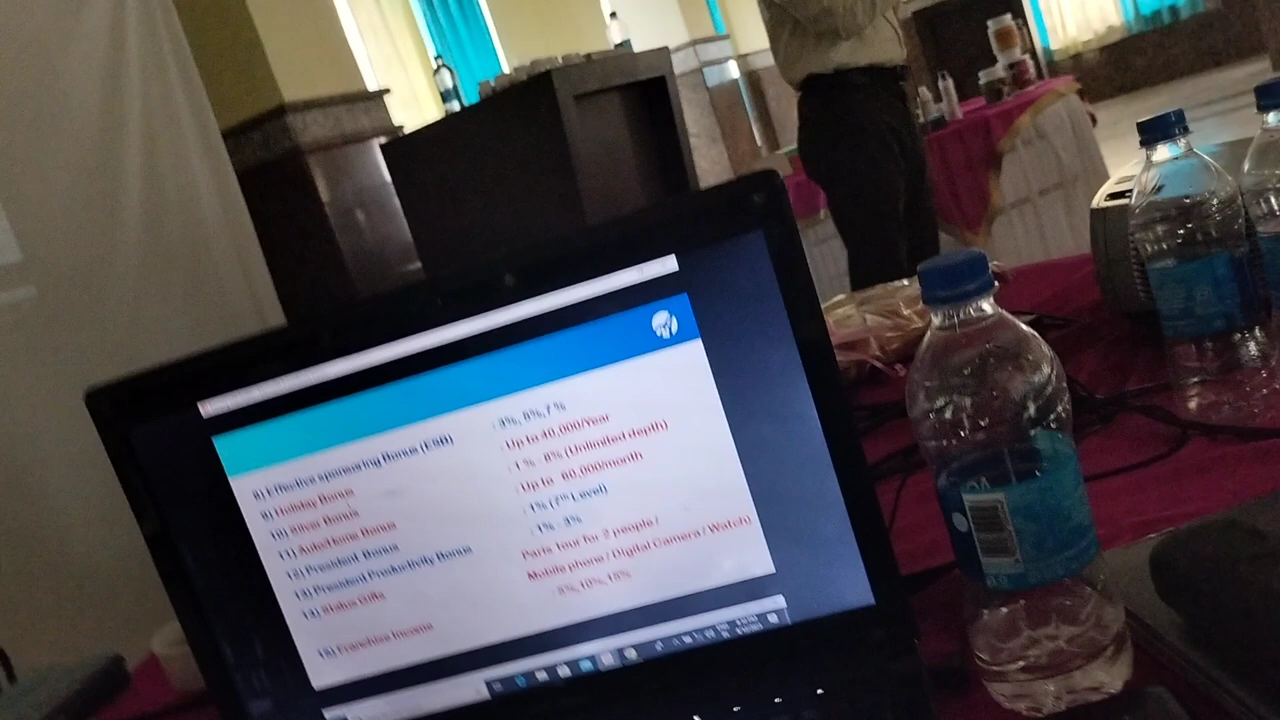 8) Effective sponsoring Bonus (ESB) : 3%, 5%,7 %
9) Holiday Bonus : Up to 40,000/Year
10) Silver Bonus : 1 % - 8% (Unlimited depth)
11) Auto/Lone Bonus : Up to 60,000/month
12) President Bonus : 1% (7th Level)
13) President Productivity Bonus : 1% - 3%
14) Status Gifts Paris Tour for 2 people /
Mobile phone / Digital Camera / Watch)
15) Franchise Income 5%,10%,15%